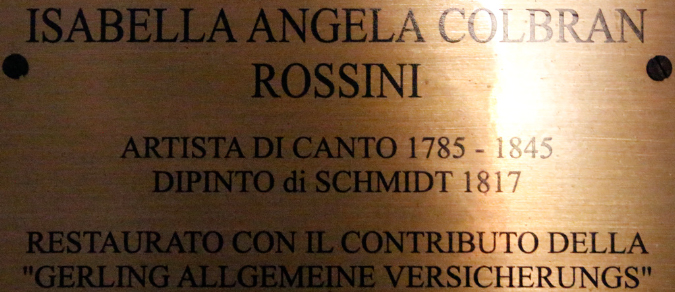 ISABELLA ANGELA COLBRAN
ROSSINI
ARTISTA DI CANTO 1785 - 1845
DIPINTO di SCHMIDT 1817
RESTAURATO CON IL CONTRIBUTO DELLA
"GERLING ALLGEMEINE VERSICHERUNGS"